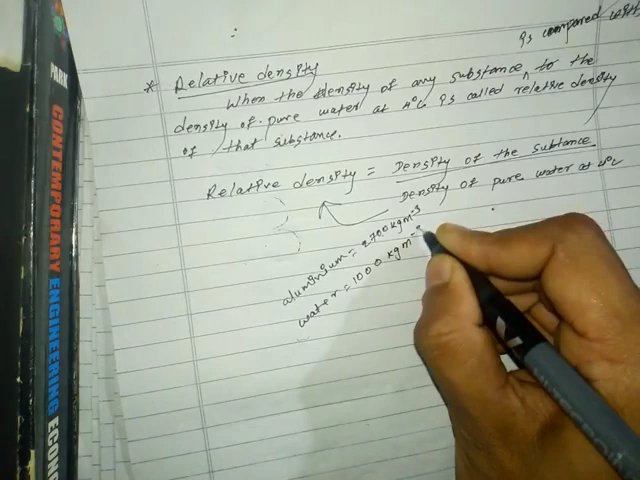 is compared with
* Relative density
When the density of any substance ^ to the
density of pure water at 4°C is called relative density
of that substance.
Relative density = Density of the substance
Density of pure water at 4°C
aluminium = 2700 kgm-3
water = 1000 kgm-3
PARK
CONTEMPORARY ENGINEERING ECONO